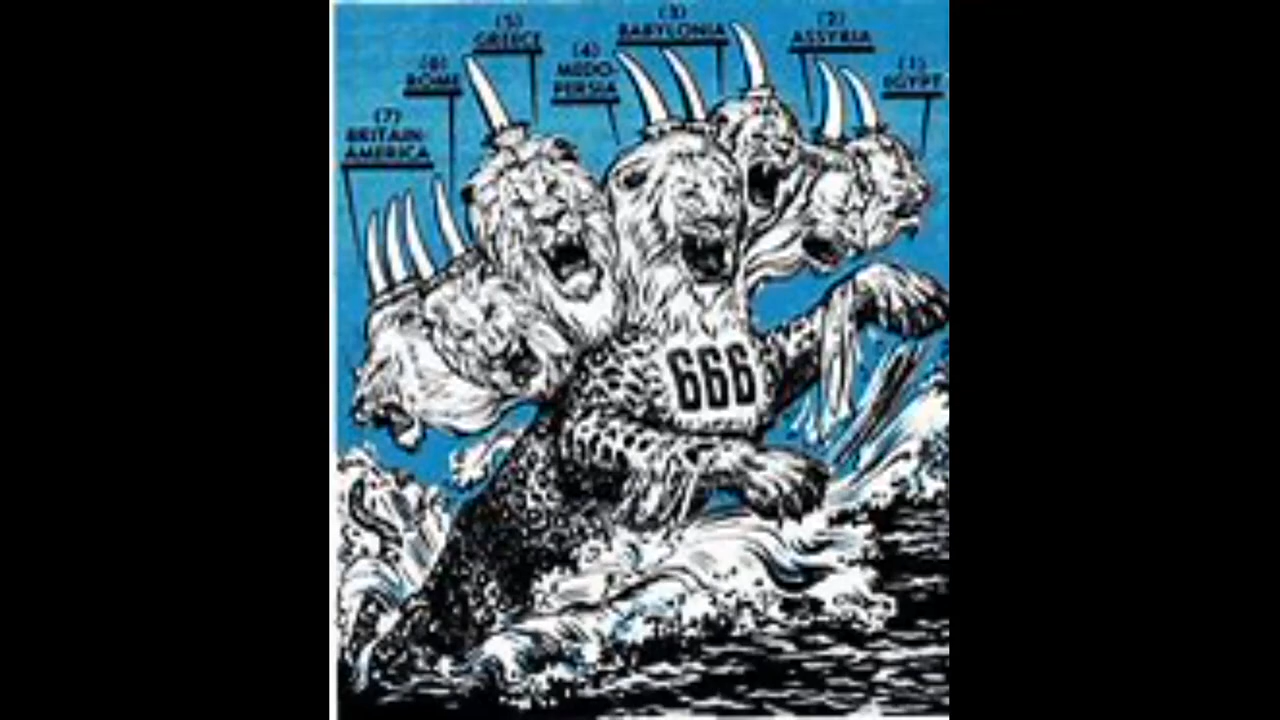 (5)
GREECE
(3)
BABYLONIA
(2)
ASSYRIA
(6)
ROME
(4)
MEDO-
PERSIA
(1)
EGYPT
(7)
BRITAIN-
AMERICA
666